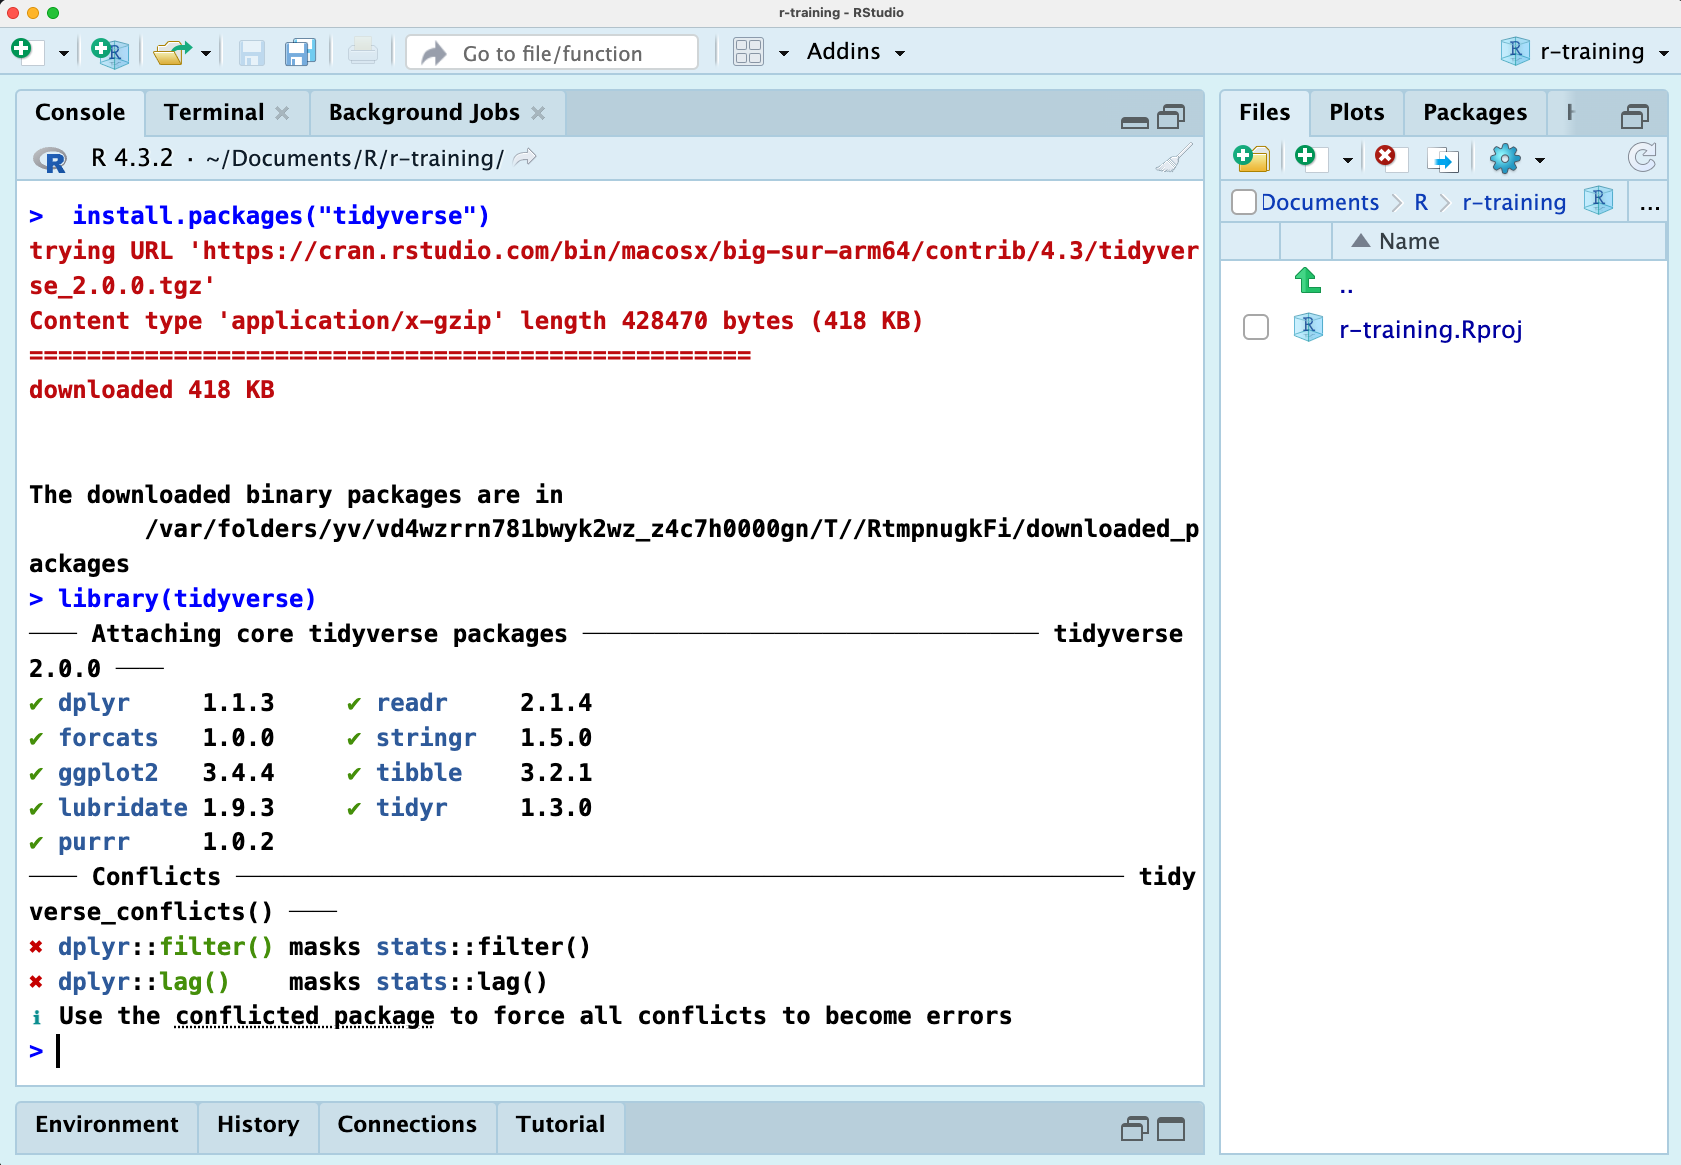 r-training - RStudio
Go to file/function
Addins
r-training
Console
Terminal
Background Jobs
R 4.3.2 · ~/Documents/R/r-training/
>  install.packages("tidyverse")
trying URL 'https://cran.rstudio.com/bin/macosx/big-sur-arm64/contrib/4.3/tidyver
se_2.0.0.tgz'
Content type 'application/x-gzip' length 428470 bytes (418 KB)
==================================================
downloaded 418 KB
The downloaded binary packages are in
/var/folders/yv/vd4wzrrn781bwyk2wz_z4c7h0000gn/T//RtmpnugkFi/downloaded_p
ackages
> library(tidyverse)
── Attaching core tidyverse packages ──────────────── tidyverse
2.0.0 ──
✔ dplyr     1.1.3     ✔ readr     2.1.4
✔ forcats   1.0.0     ✔ stringr   1.5.0
✔ ggplot2   3.4.4     ✔ tibble    3.2.1
✔ lubridate 1.9.3     ✔ tidyr     1.3.0
✔ purrr     1.0.2
── Conflicts ─────────────────────────────── tidy
verse_conflicts() ──
✖ dplyr::filter() masks stats::filter()
✖ dplyr::lag()    masks stats::lag()
ℹ Use the conflicted package to force all conflicts to become errors
>
Environment
History
Connections
Tutorial
Files
Plots
Packages
Documents
R
r-training
...
Name
..
r-training.Rproj